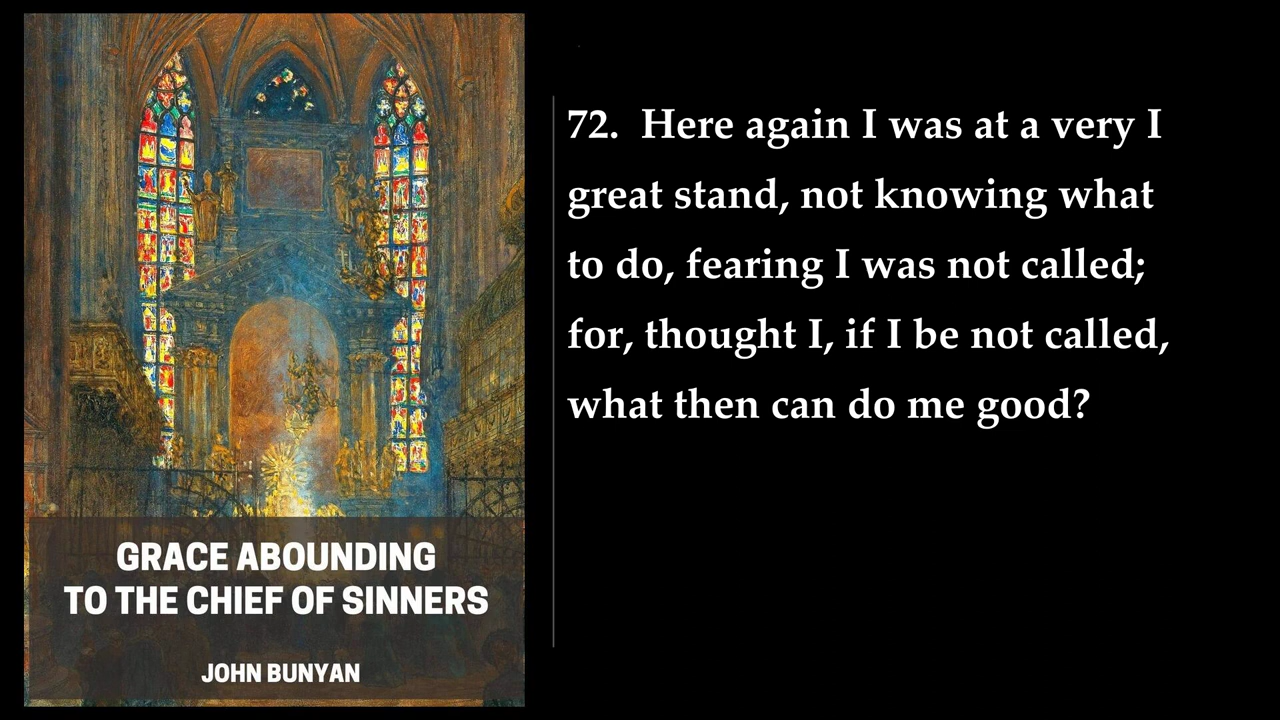 GRACE ABOUNDING
TO THE CHIEF OF SINNERS
JOHN BUNYAN
72. Here again I was at a very I
great stand, not knowing what
to do, fearing I was not called;
for, thought I, if I be not called,
what then can do me good?